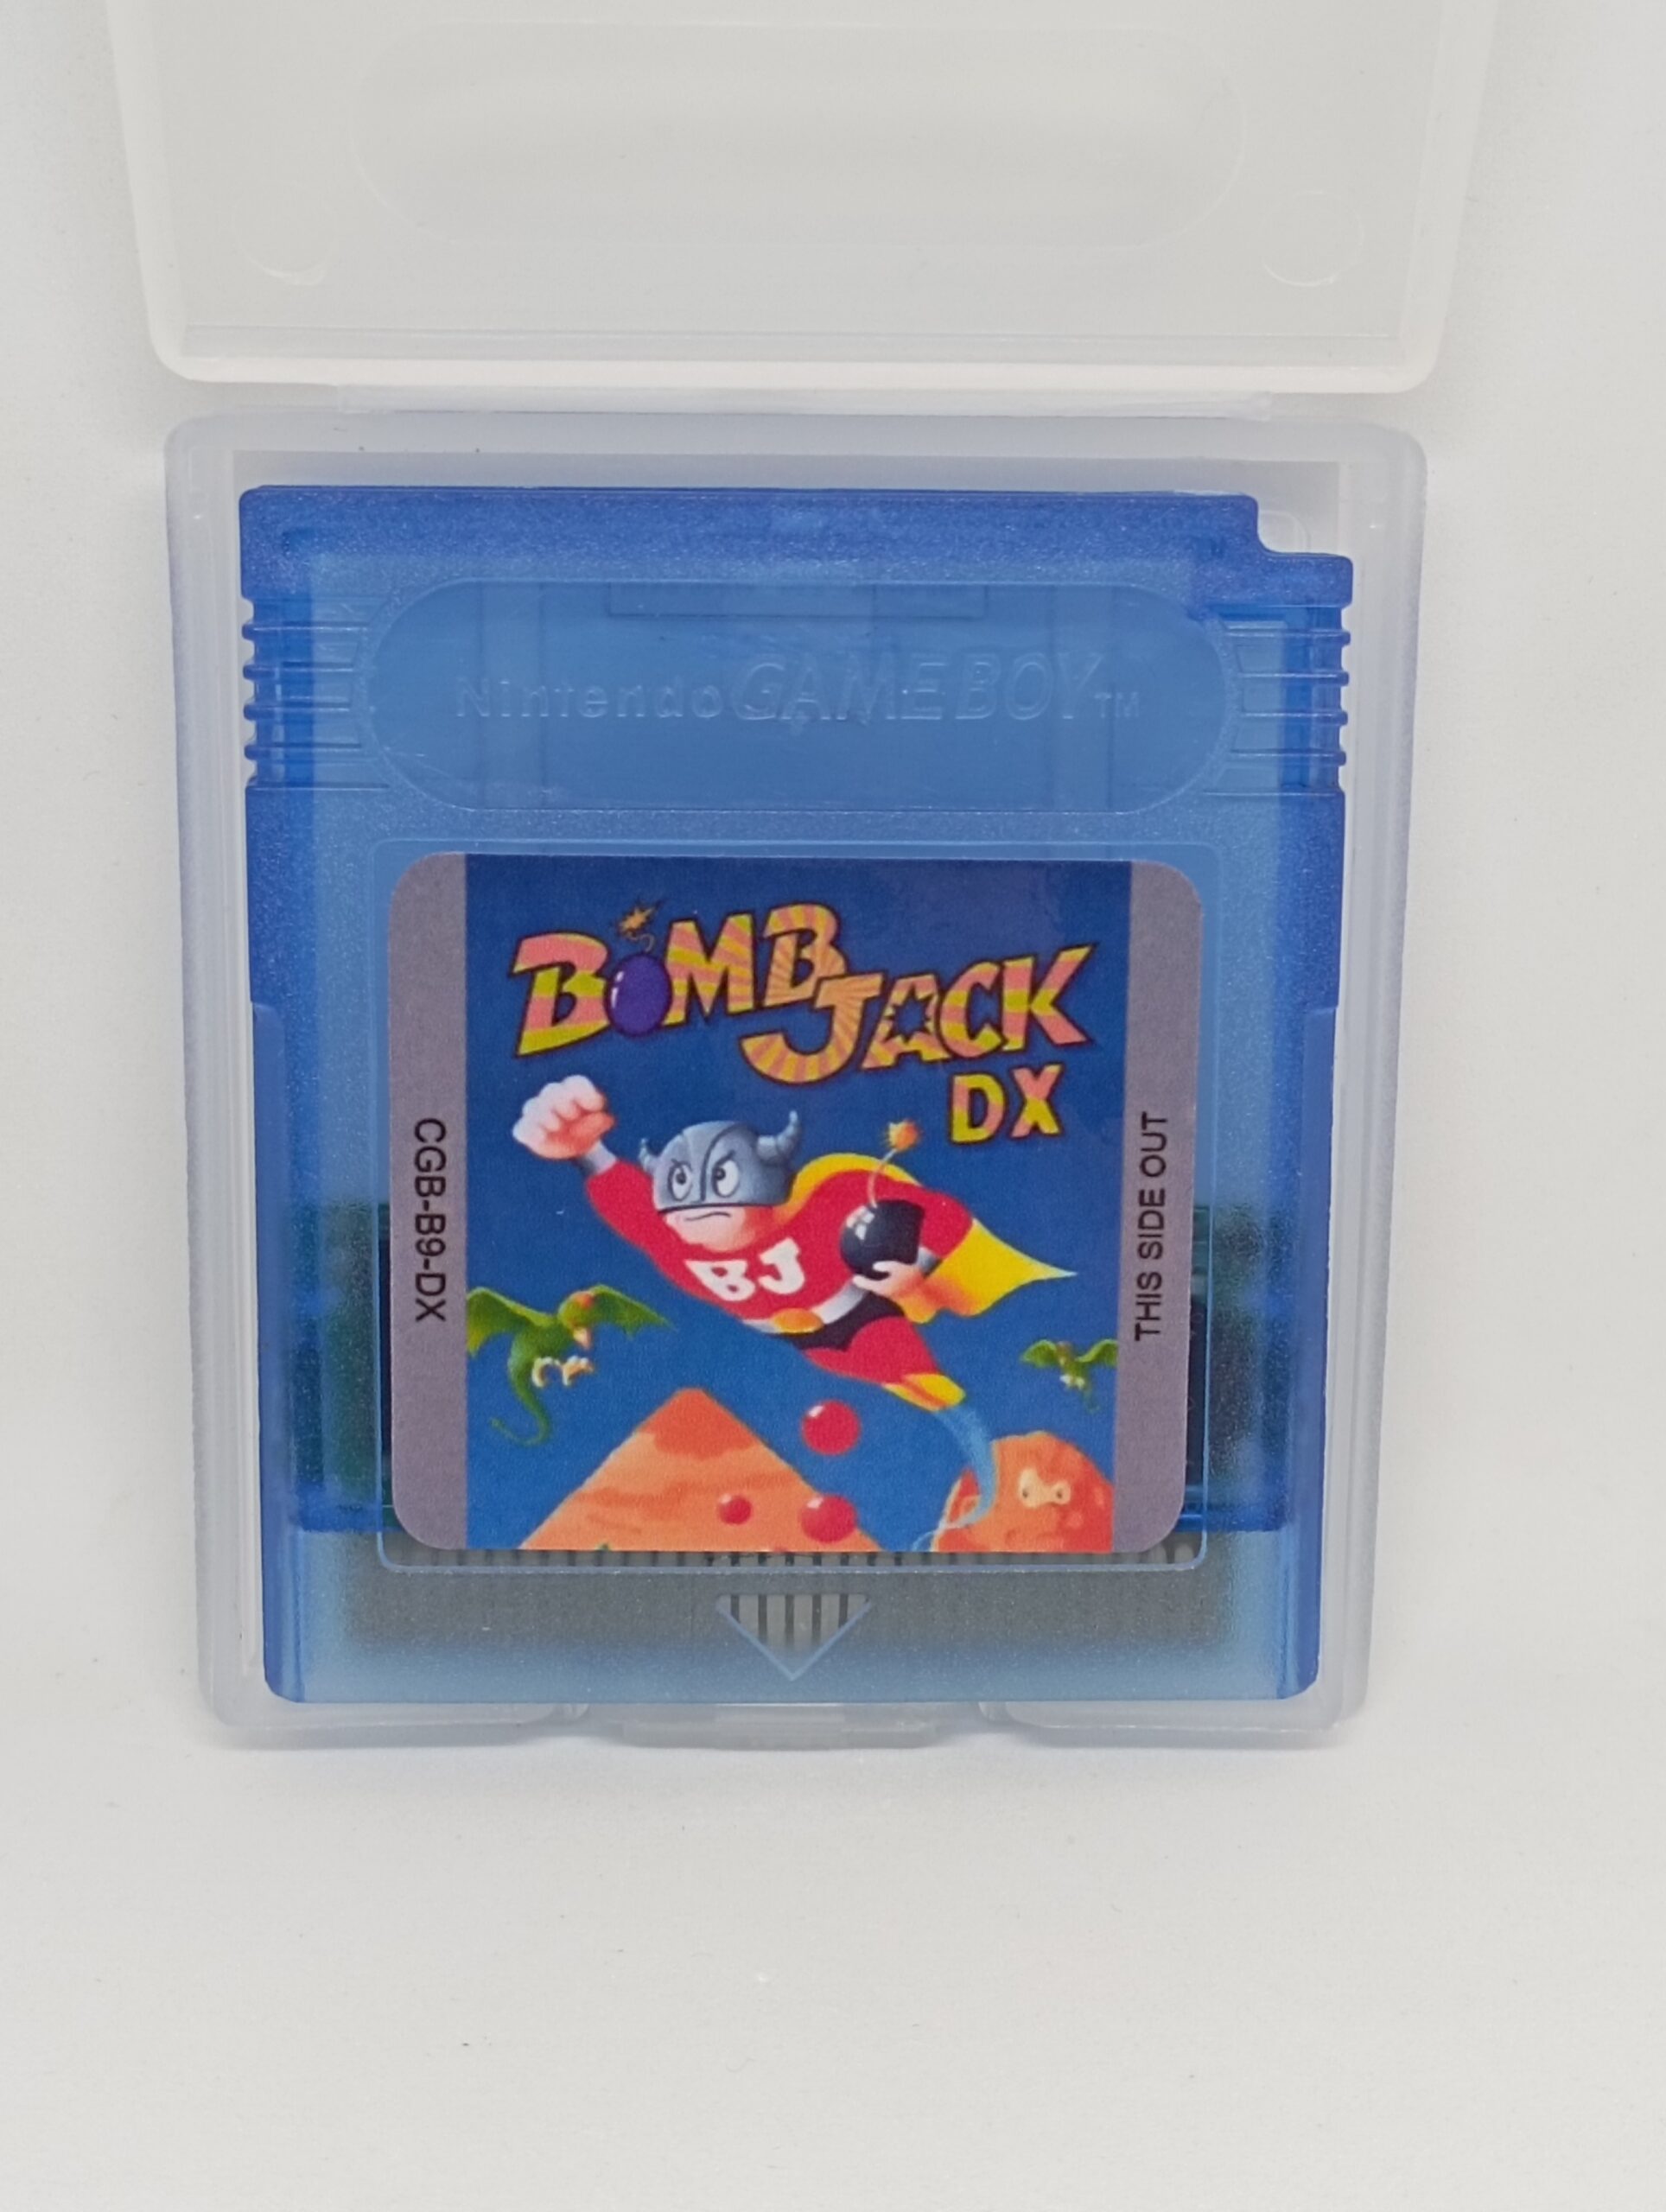 Nintendo GAME BOY TM
BOMB
JACK
DX
BJ
CGB-B9-DX
THIS SIDE OUT